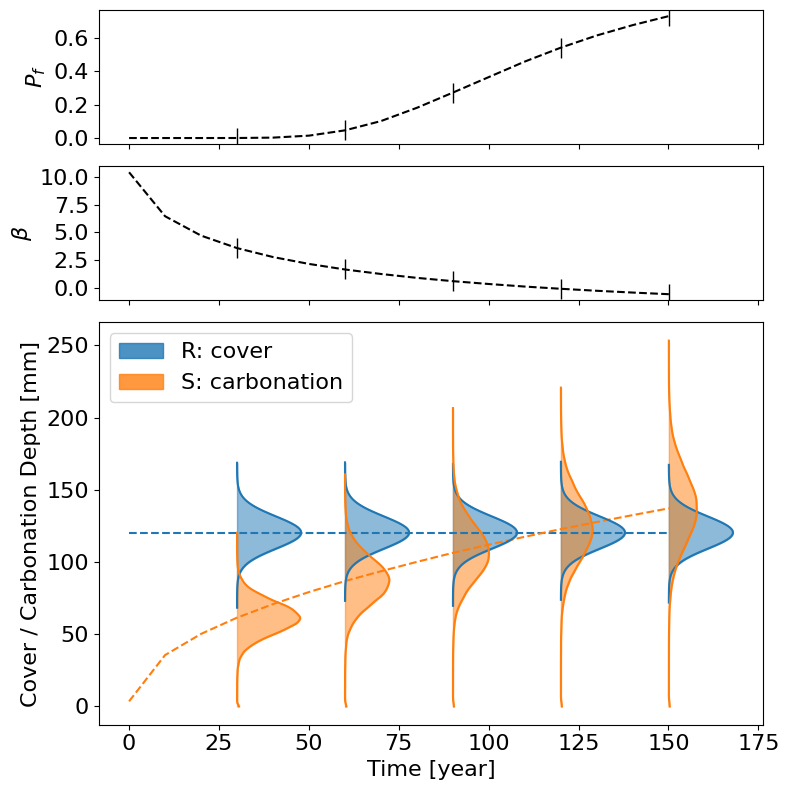 0.6
0.4
0.2
0.0
P_f
10.0
7.5
5.0
2.5
0.0
β
R: cover
S: carbonation
250
200
150
100
50
0
Cover / Carbonation Depth [mm]
0 25 50 75 100 125 150 175
Time [year]